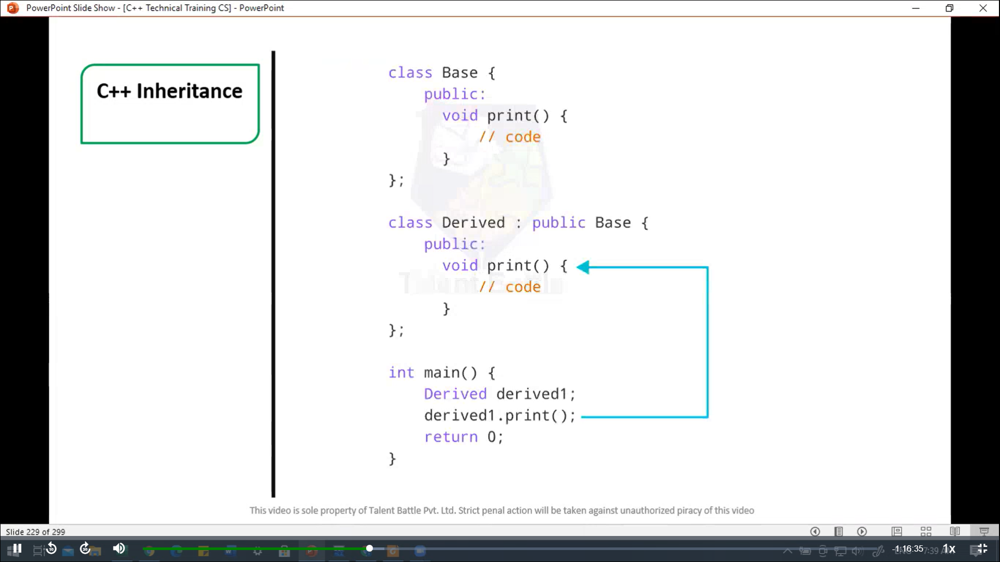 PowerPoint Slide Show - [C++ Technical Training CS] - PowerPoint
C++ Inheritance
class Base {
public:
void print() {
// code
}
};
class Derived : public Base {
public:
void print() {
// code
}
};
int main() {
Derived derived1;
derived1.print();
return 0;
}
This video is sole property of Talent Battle Pvt. Ltd. Strict penal action will be taken against unauthorized piracy of this video
Slide 229 of 299
10
30
-1:16:35
1x